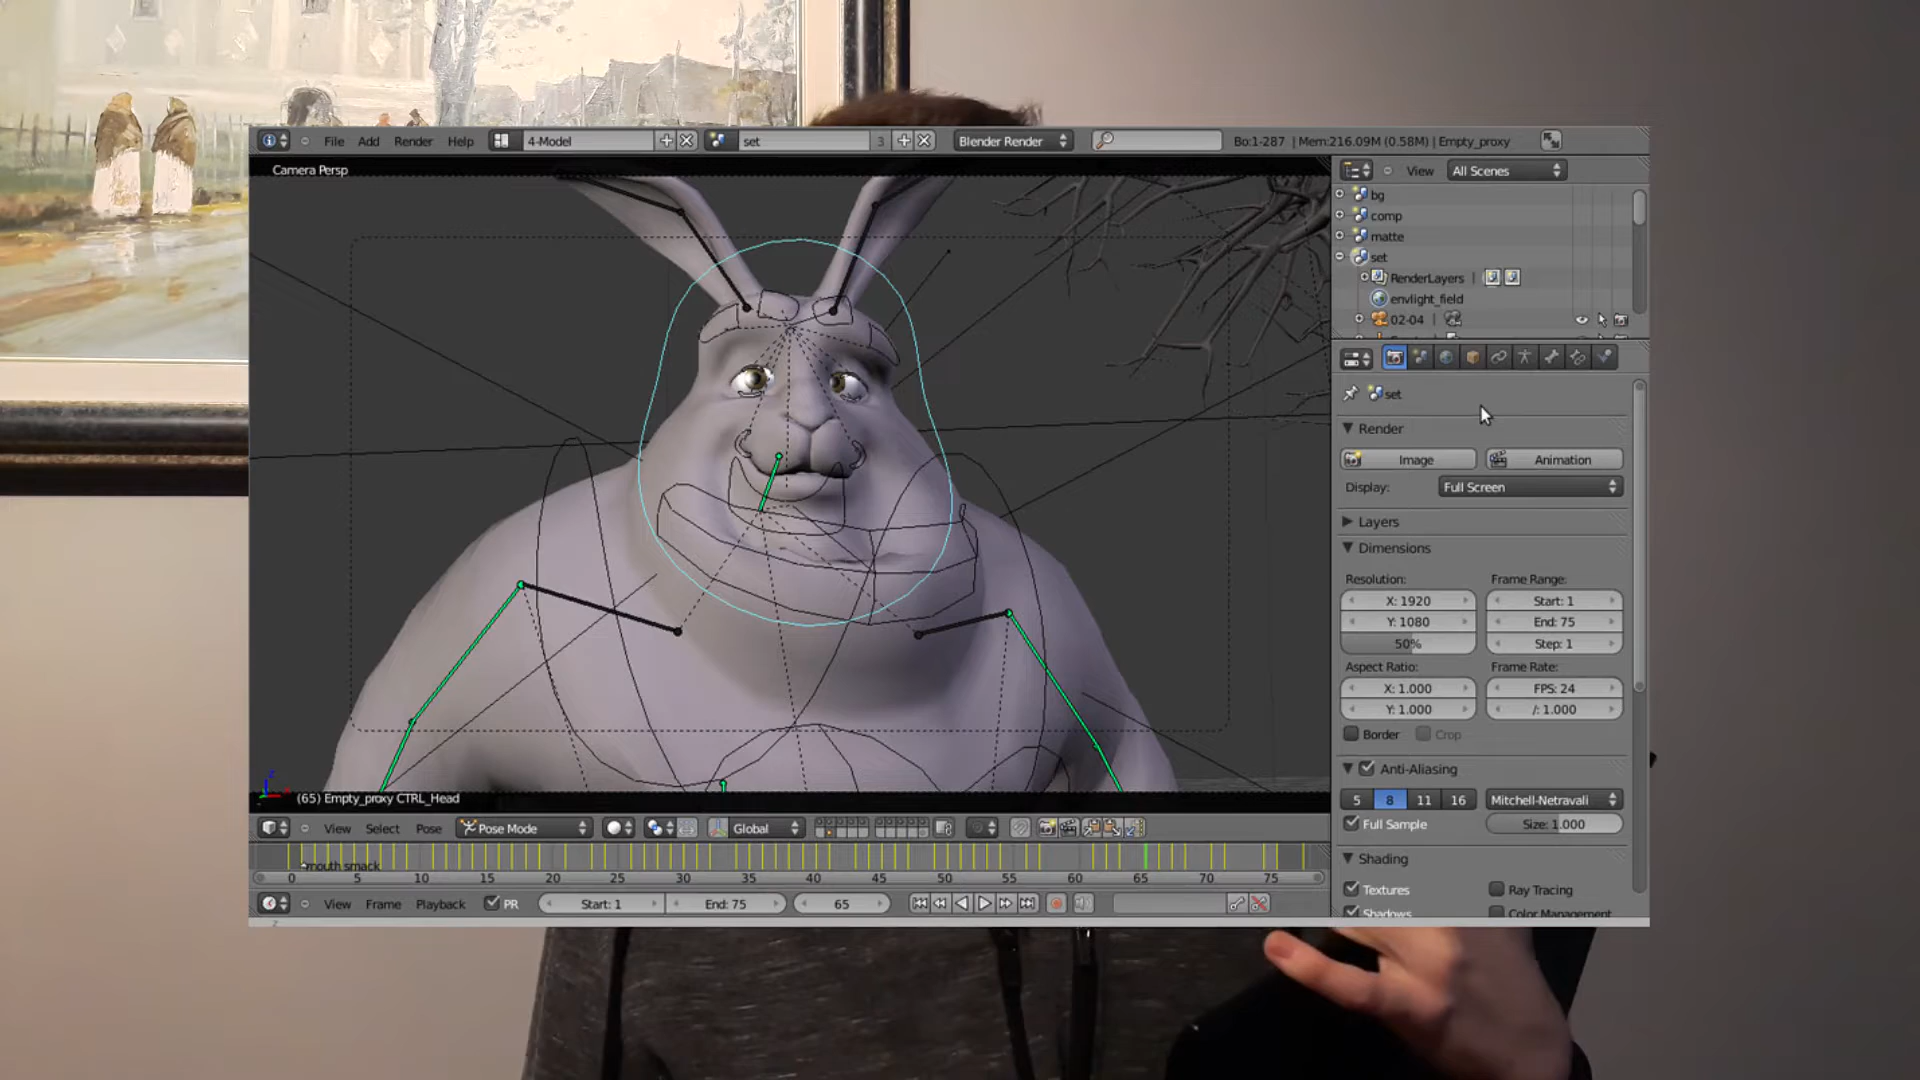 File Add Render Help 4-Model set 3 Blender Render Bo:1-287 | Mem:216.09M (0.58M) | Empty_proxy
Camera Persp
View All Scenes
bg
comp
matte
set
RenderLayers |
envlight_field
02-04 |
set
Render
Image Animation
Display: Full Screen
Layers
Dimensions
Resolution: Frame Range:
X: 1920 Start: 1
Y: 1080 End: 75
50% Step: 1
Aspect Ratio: Frame Rate:
X: 1.000 FPS: 24
Y: 1.000 /: 1.000
Border Crop
Anti-Aliasing
5 8 11 16 Mitchell-Netravali
Full Sample Size: 1.000
Shading
Textures Ray Tracing
Shadows Color Management
(65) Empty_proxy CTRL_Head
View Select Pose Pose Mode Global
mouth smack
0 5 10 15 20 25 30 35 40 45 50 55 60 65 70 75
View Frame Playback PR Start: 1 End: 75 65